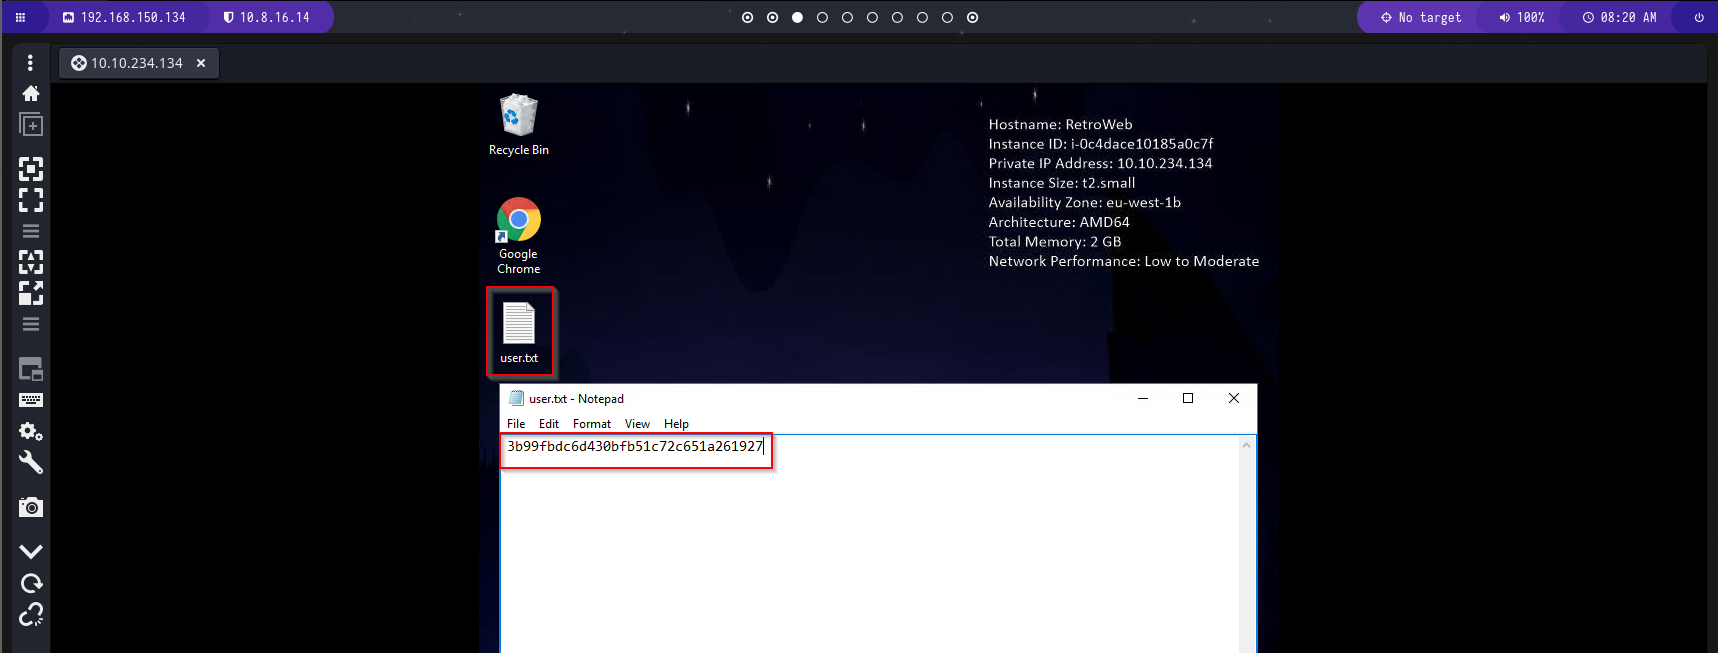 192.168.150.134
10.8.16.14
No target
100%
08:20 AM
10.10.234.134
Recycle Bin
Hostname: RetroWeb
Instance ID: i-0c4dace10185a0c7f
Private IP Address: 10.10.234.134
Instance Size: t2.small
Availability Zone: eu-west-1b
Architecture: AMD64
Total Memory: 2 GB
Network Performance: Low to Moderate
Google
Chrome
user.txt
user.txt - Notepad
File Edit Format View Help
3b99fbdc6d430bfb51c72c651a261927